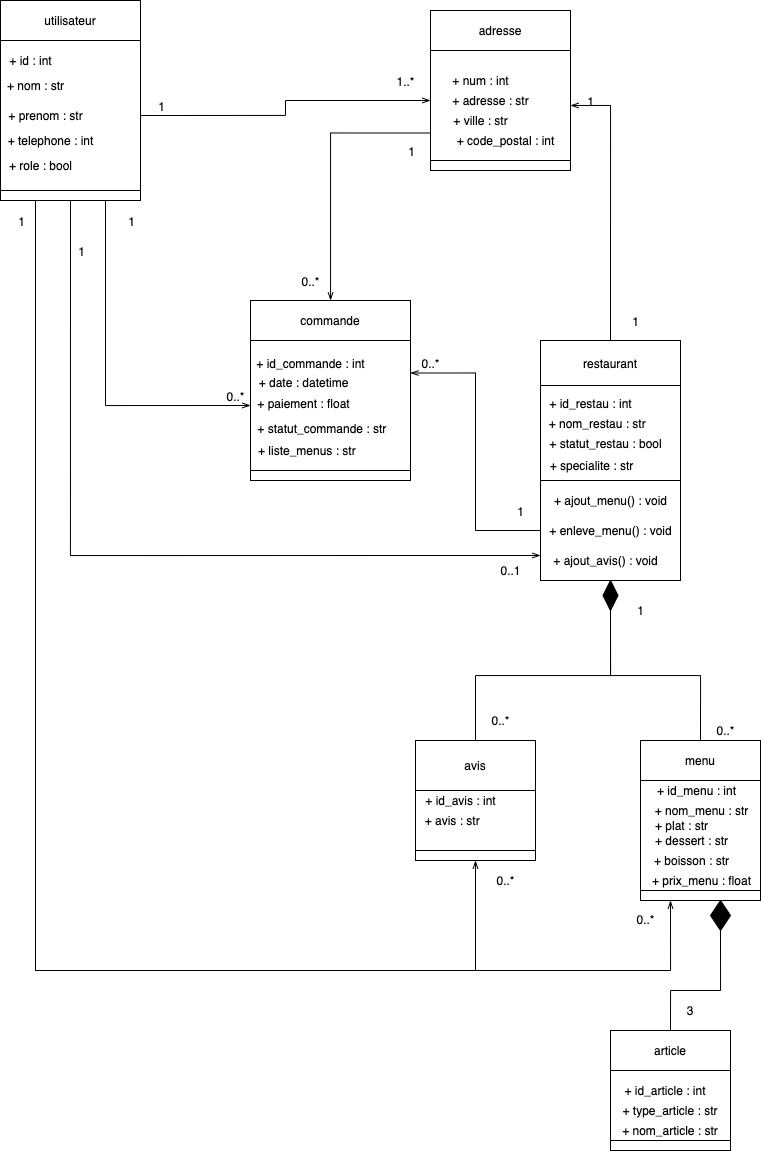 utilisateur
+ id : int
+ nom : str
+ prenom : str
+ telephone : int
+ role : bool
adresse
+ num : int
+ adresse : str
+ ville : str
+ code_postal : int
1
1..*
1
1
1
1
1
0..*
1
commande
+ id_commande : int
+ date : datetime
+ paiement : float
+ statut_commande : str
+ liste_menus : str
0..*
0..*
1
restaurant
+ id_restau : int
+ nom_restau : str
+ statut_restau : bool
+ specialite : str
+ ajout_menu() : void
+ enleve_menu() : void
+ ajout_avis() : void
1
0..1
1
0..*
0..*
avis
+ id_avis : int
+ avis : str
menu
+ id_menu : int
+ nom_menu : str
+ plat : str
+ dessert : str
+ boisson : str
+ prix_menu : float
0..*
0..*
3
article
+ id_article : int
+ type_article : str
+ nom_article : str